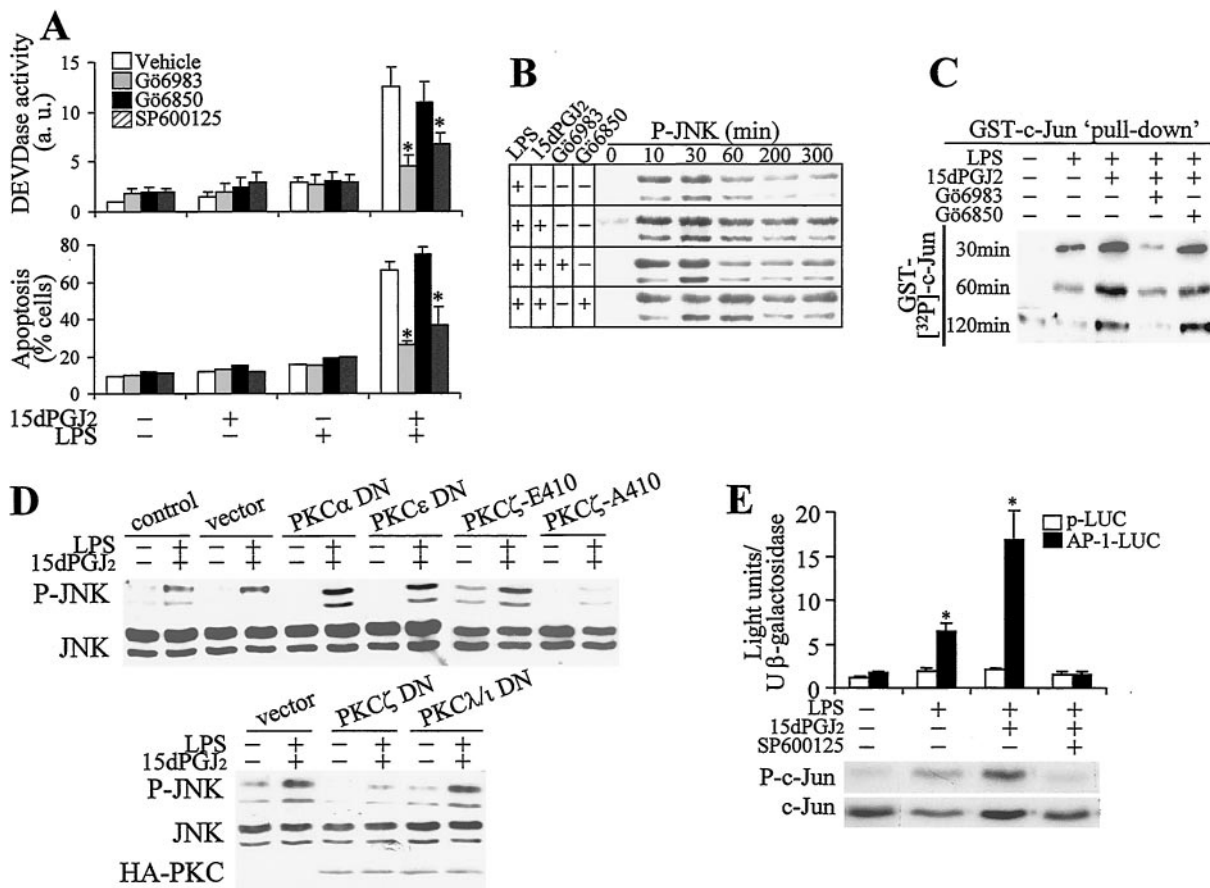 A
DEVDase activity
(a. u.)
15
10
5
0
Vehicle
Gö6983
Gö6850
SP600125
*
*
Apoptosis
(% cells)
80
60
40
20
0
*
*
15dPGJ2 − + − +
LPS − − + +
B
LPS
15dPGJ2
Gö6983
Gö6850
P-JNK (min)
0 10 30 60 200 300
+ − − −
+ + − −
+ + + −
+ + − +
C
GST-c-Jun ‘pull-down’
LPS − + + + +
15dPGJ2 − − + + +
Gö6983 − − − + −
Gö6850 − − − − +
GST-
[32P]-c-Jun
30min
60min
120min
D
control vector PKCα DN PKCε DN PKCζ-E410 PKCζ-A410
LPS − + − + − + − + − + − +
15dPGJ2 − + − + − + − + − + − +
P-JNK
JNK
vector PKCζ DN PKCλ/ι DN
LPS − + − + − +
15dPGJ2 − + − + − +
P-JNK
JNK
HA-PKC
E
Light units/
U β-galactosidase
20
15
10
5
0
p-LUC
AP-1-LUC
*
*
LPS − + + +
15dPGJ2 − − + +
SP600125 − − − +
P-c-Jun
c-Jun